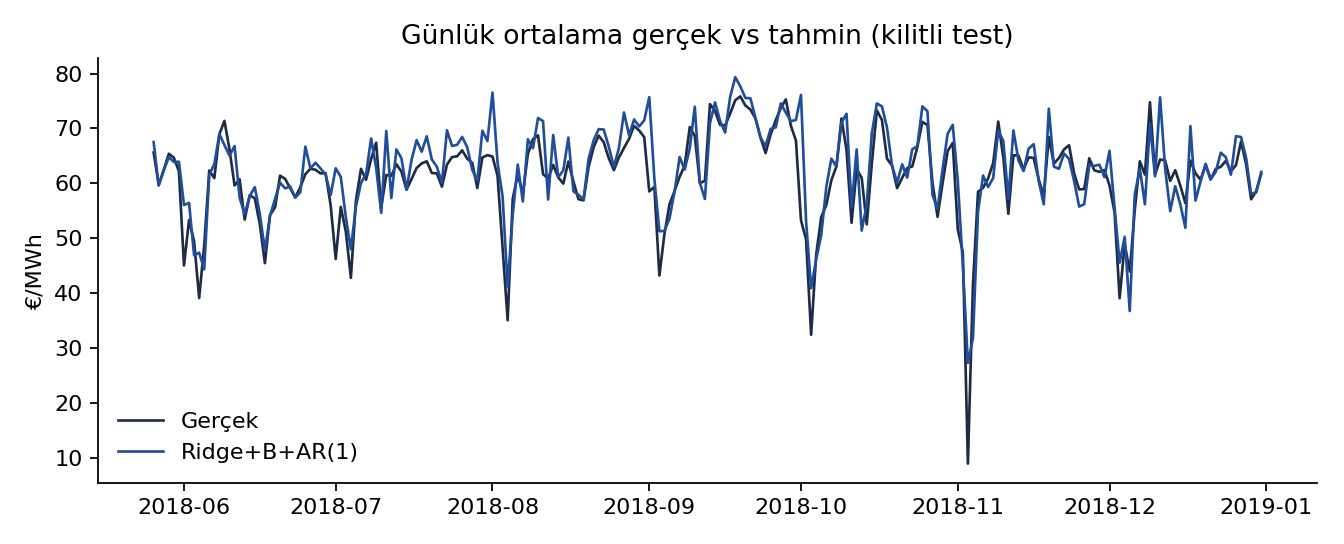 Günlük ortalama gerçek vs tahmin (kilitli test)
80
70
60
50
40
30
20
10
€/MWh
Gerçek
Ridge+B+AR(1)
2018-06 2018-07 2018-08 2018-09 2018-10 2018-11 2018-12 2019-01